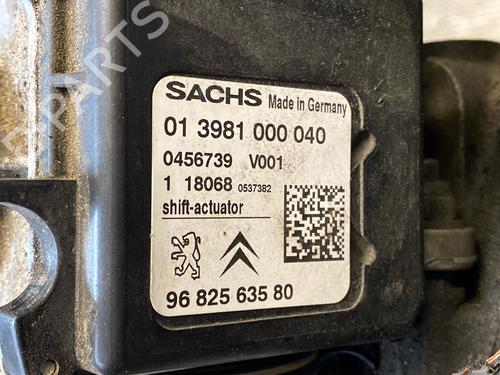 SACHS Made in Germany
01 3981 000 040
0456739 V001
1 18068 0537382
shift-actuator
96 825 635 80
PARTS